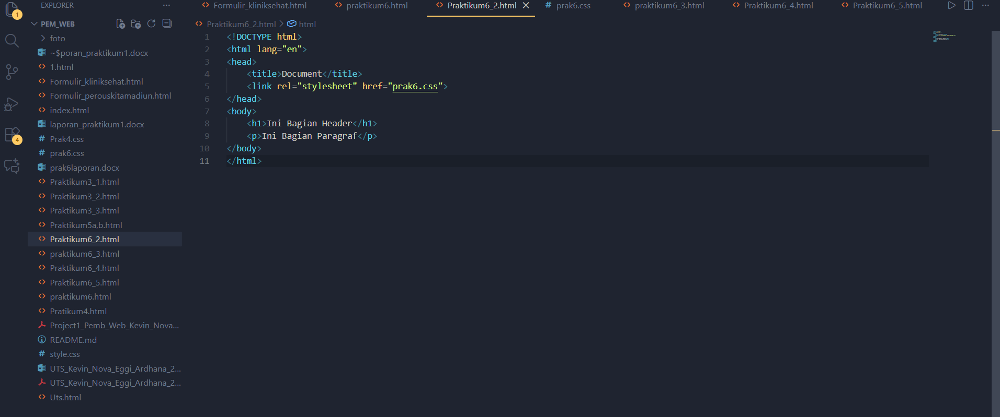 EXPLORER
PEM_WEB
foto
~$poran_praktikum1.docx
1.html
Formulir_kliniksehat.html
Formulir_perouskitamadiun.html
index.html
laporan_praktikum1.docx
Prak4.css
prak6.css
prak6laporan.docx
Praktikum3_1.html
Praktikum3_2.html
Praktikum3_3.html
Praktikum5a,b.html
Praktikum6_2.html
praktikum6_3.html
Praktikum6_4.html
Praktikum6_5.html
praktikum6.html
Pratikum4.html
Project1_Pemb_Web_Kevin_Nova...
README.md
style.css
UTS_Kevin_Nova_Eggi_Ardhana_2...
UTS_Kevin_Nova_Eggi_Ardhana_2...
Uts.html
1
4
Formulir_kliniksehat.html praktikum6.html Praktikum6_2.html prak6.css praktikum6_3.html Praktikum6_4.html Praktikum6_5.html
Praktikum6_2.html > html
1 <!DOCTYPE html>
2 <html lang="en">
3 <head>
4 <title>Document</title>
5 <link rel="stylesheet" href="prak6.css">
6 </head>
7 <body>
8 <h1>Ini Bagian Header</h1>
9 <p>Ini Bagian Paragraf</p>
10 </body>
11 </html>